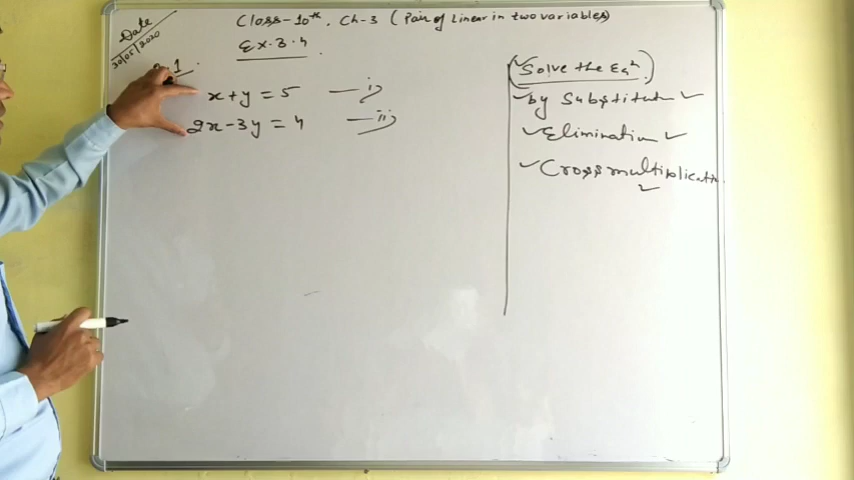 Date
30/05/2020
Class-10th. Ch-3 (Pair of Linear in two variables)
Ex. 3.4
1.
x+y = 5 — i)
2x-3y = 4 — ii)
Solve the Eqn
by Substitution
Elimination
Cross multiplication